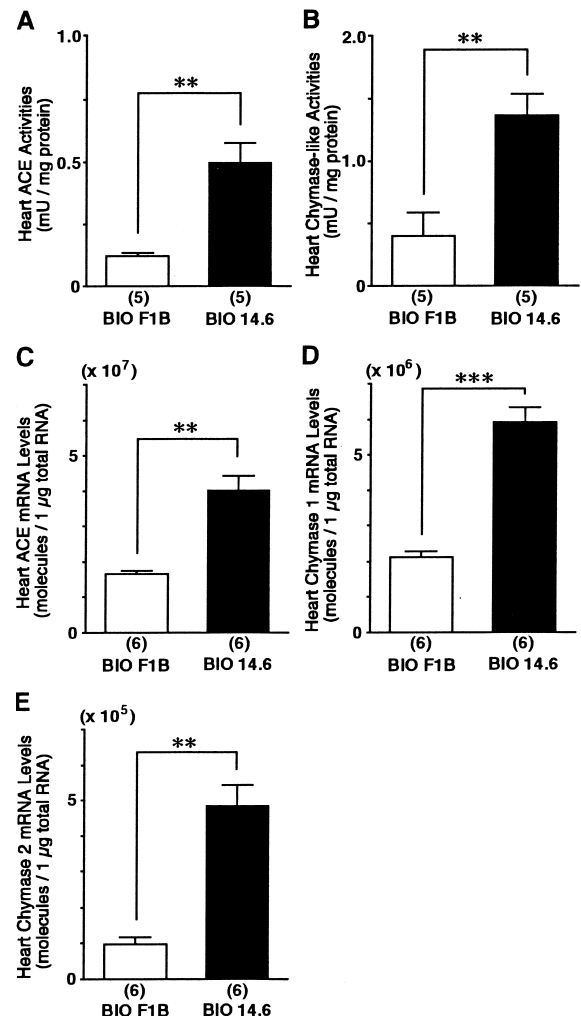 A
1.0
0.5
0
Heart ACE Activities
(mU / mg protein)
**
(5) (5)
BIO F1B BIO 14.6
B
2.0
1.0
0
Heart Chymase-like Activities
(mU / mg protein)
**
(5) (5)
BIO F1B BIO 14.6
C
(x 10⁷)
5
0
Heart ACE mRNA Levels
(molecules / 1 µg total RNA)
**
(6) (6)
BIO F1B BIO 14.6
D
(x 10⁶)
5
0
Heart Chymase 1 mRNA Levels
(molecules / 1 µg total RNA)
***
(6) (6)
BIO F1B BIO 14.6
E
(x 10⁵)
5
0
Heart Chymase 2 mRNA Levels
(molecules / 1 µg total RNA)
**
(6) (6)
BIO F1B BIO 14.6